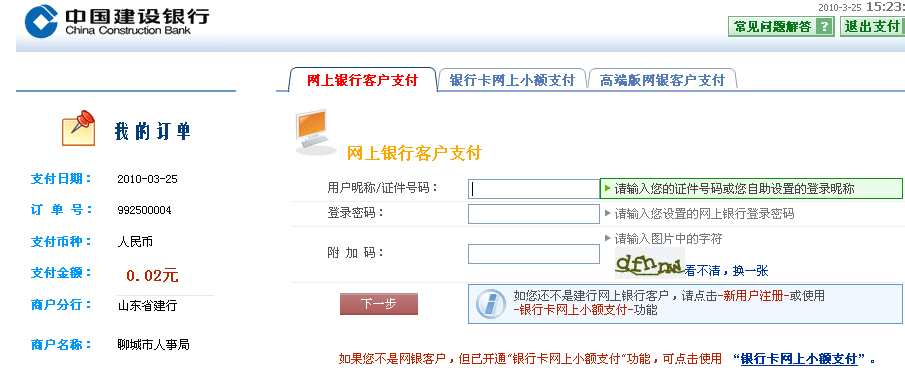 中国建设银行
China Construction Bank
2010-3-25 15:23:
常见问题解答 ? 退出支付
网上银行客户支付 银行卡网上小额支付 高端版网银客户支付
我的订单
支付日期： 2010-03-25
订 单 号： 992500004
支付币种： 人民币
支付金额： 0.02元
商户分行： 山东省建行
商户名称： 聊城市人事局
网上银行客户支付
用户昵称/证件号码： 请输入您的证件号码或您自助设置的登录昵称
登录密码： 请输入您设置的网上银行登录密码
附 加 码： 请输入图片中的字符
看不清，换一张
下一步
如您还不是建行网上银行客户，请点击-新用户注册-或使用
-银行卡网上小额支付-功能
如果您不是网银客户，但已开通“银行卡网上小额支付”功能，可点击使用 “银行卡网上小额支付”。